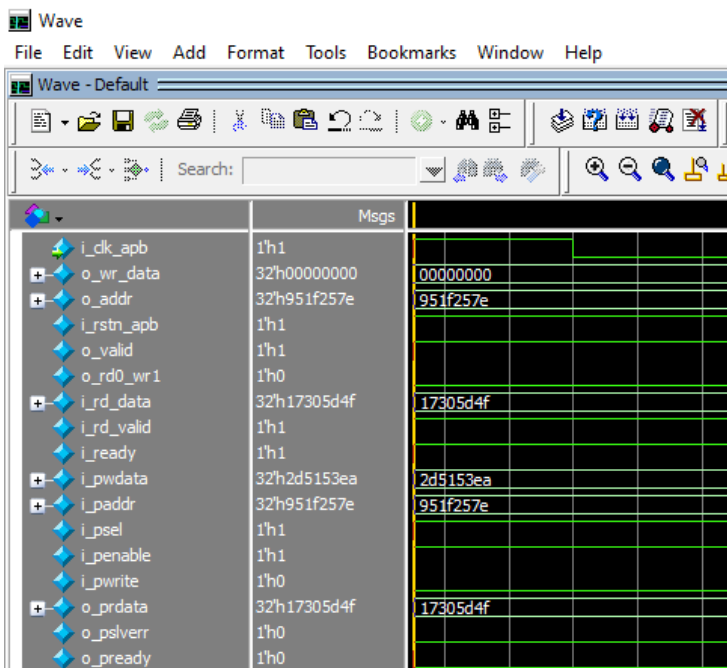 Wave
File Edit View Add Format Tools Bookmarks Window Help
Wave - Default
Search:
Msgs
i_clk_apb 1'h1
o_wr_data 32'h00000000 00000000
o_addr 32'h951f257e 951f257e
i_rstn_apb 1'h1
o_valid 1'h1
o_rd0_wr1 1'h0
i_rd_data 32'h17305d4f 17305d4f
i_rd_valid 1'h1
i_ready 1'h1
i_pwdata 32'h2d5153ea 2d5153ea
i_paddr 32'h951f257e 951f257e
i_psel 1'h1
i_penable 1'h1
i_pwrite 1'h0
o_prdata 32'h17305d4f 17305d4f
o_pslverr 1'h0
o_pready 1'h0